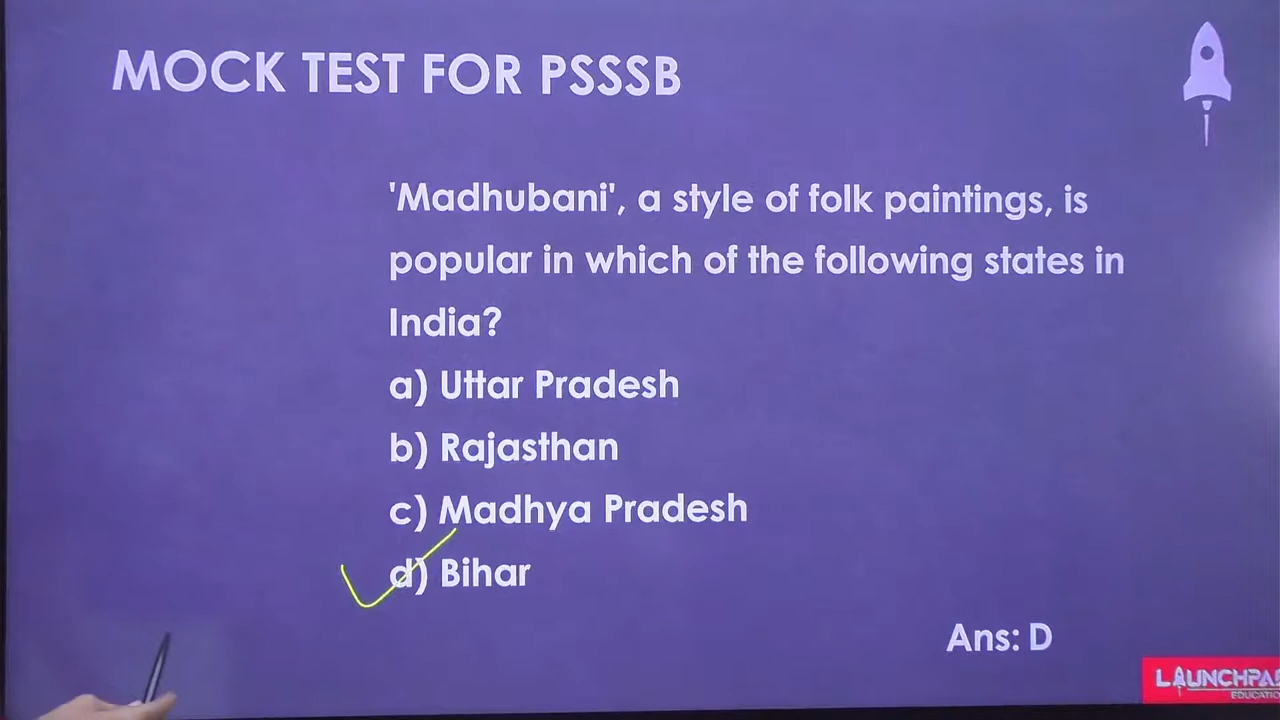 MOCK TEST FOR PSSSB
'Madhubani', a style of folk paintings, is
popular in which of the following states in
India?
a) Uttar Pradesh
b) Rajasthan
c) Madhya Pradesh
d) Bihar
Ans: D